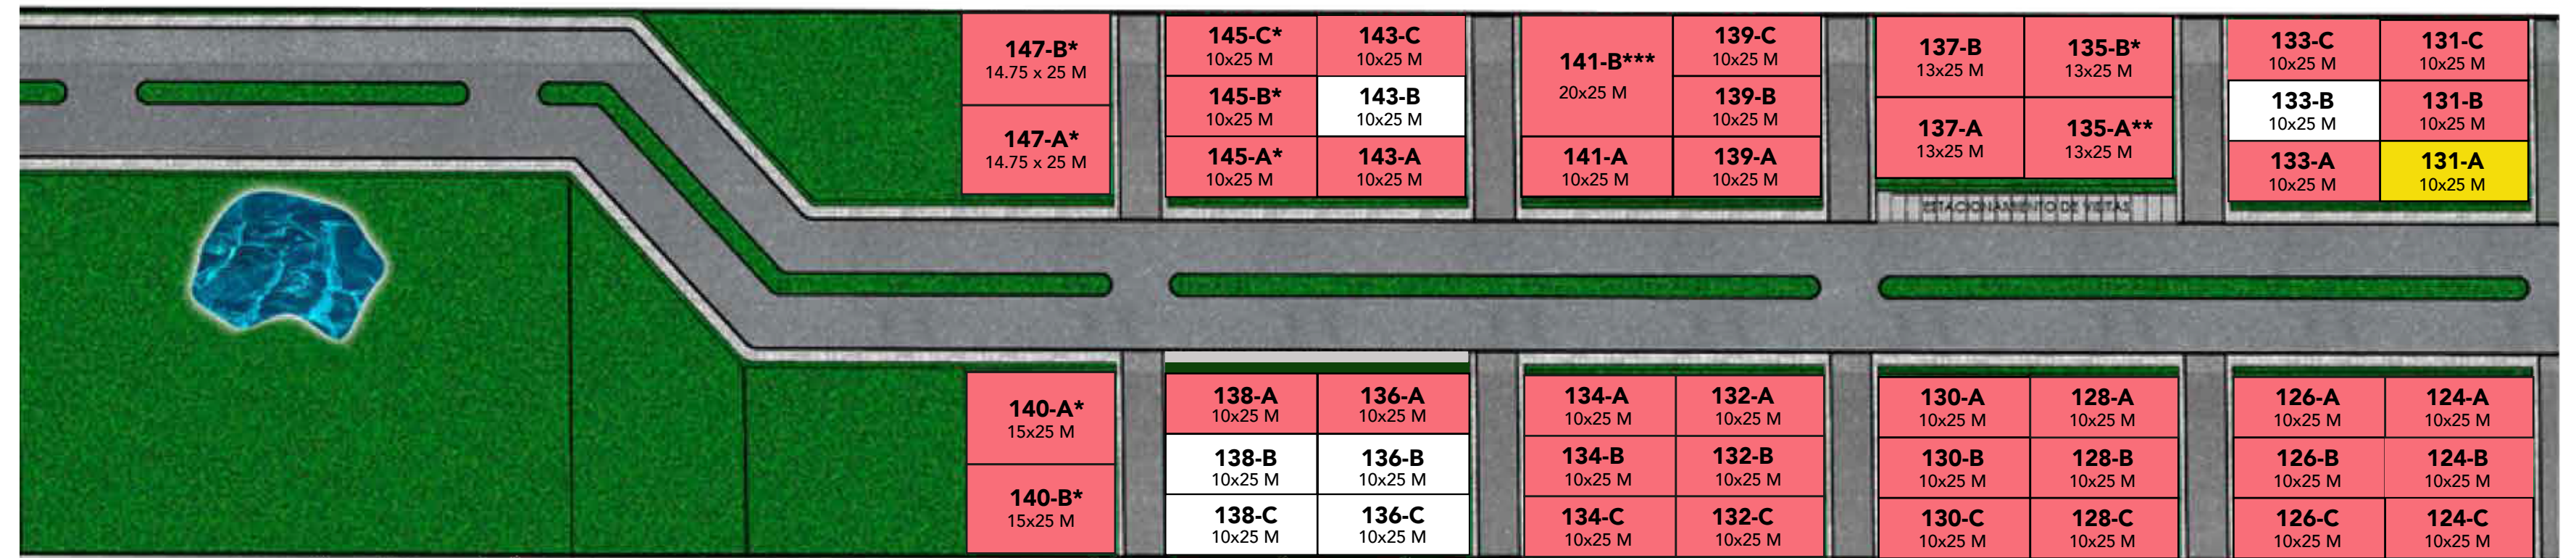 147-B*
14.75 x 25 M
147-A*
14.75 x 25 M
145-C*
10x25 M
143-C
10x25 M
145-B*
10x25 M
143-B
10x25 M
145-A*
10x25 M
143-A
10x25 M
141-B***
20x25 M
139-C
10x25 M
139-B
10x25 M
141-A
10x25 M
139-A
10x25 M
137-B
13x25 M
135-B*
13x25 M
137-A
13x25 M
135-A**
13x25 M
ESTACIONAMIENTO DE VISITAS
133-C
10x25 M
131-C
10x25 M
133-B
10x25 M
131-B
10x25 M
133-A
10x25 M
131-A
10x25 M
140-A*
15x25 M
140-B*
15x25 M
138-A
10x25 M
136-A
10x25 M
138-B
10x25 M
136-B
10x25 M
138-C
10x25 M
136-C
10x25 M
134-A
10x25 M
132-A
10x25 M
134-B
10x25 M
132-B
10x25 M
134-C
10x25 M
132-C
10x25 M
130-A
10x25 M
128-A
10x25 M
130-B
10x25 M
128-B
10x25 M
130-C
10x25 M
128-C
10x25 M
126-A
10x25 M
124-A
10x25 M
126-B
10x25 M
124-B
10x25 M
126-C
10x25 M
124-C
10x25 M